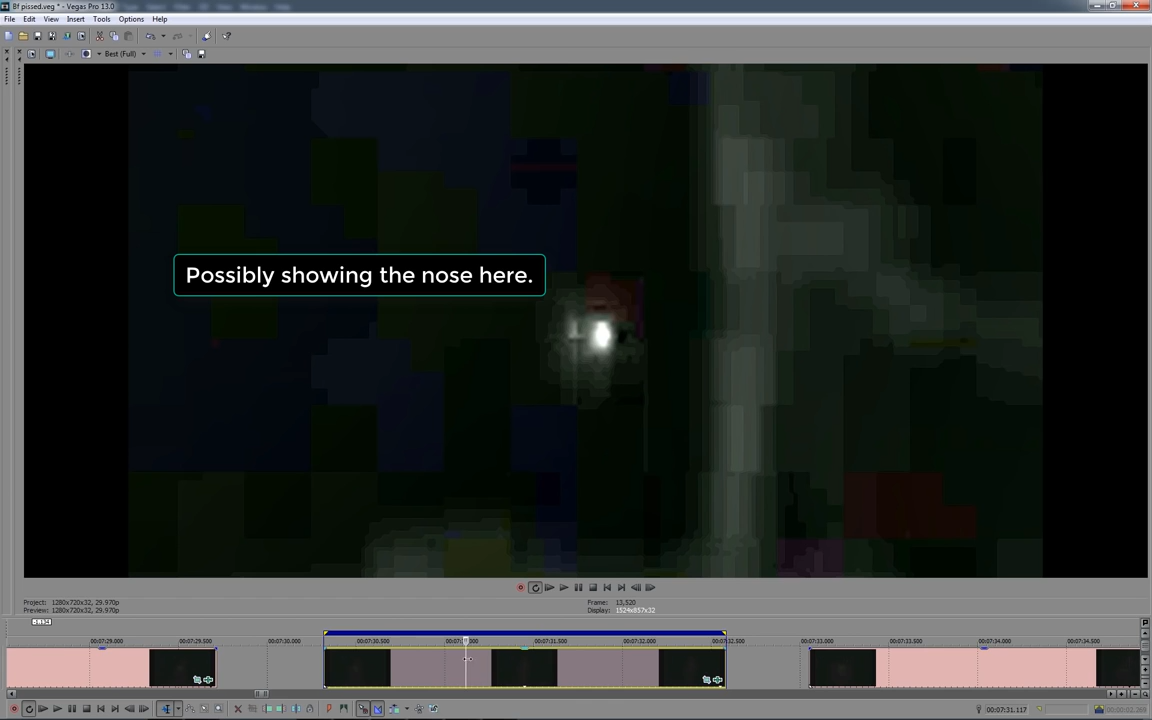 Bf pissed.veg * - Vegas Pro 13.0
File Edit View Insert Tools Options Help
Best (Full)
Possibly showing the nose here.
Project: 1280x720x32, 29.970p
Preview: 1280x720x32, 29.970p
Frame: 13,520
Display: 1524x857x32
00:07:29.000 00:07:29.500 00:07:30.000 00:07:30.500 00:07:31.500 00:07:32.000 00:07:32.500 00:07:33.000 00:07:33.500 00:07:34.000 00:07:34.500
00:07:31.117